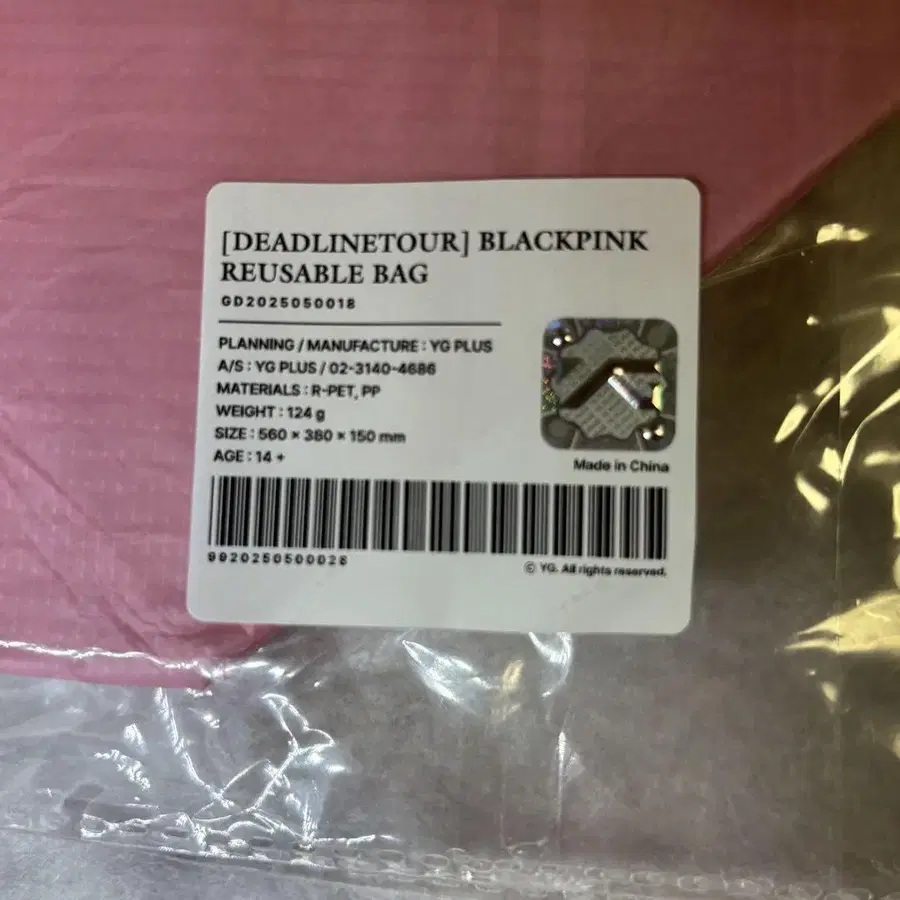 [DEADLINETOUR] BLACKPINK
REUSABLE BAG
GD2025050018
PLANNING / MANUFACTURE : YG PLUS
A/S : YG PLUS / 02-3140-4686
MATERIALS : R-PET, PP
WEIGHT : 124 g
SIZE : 560 × 380 × 150 mm
AGE : 14 +
Made in China
9920250500026
© YG. All rights reserved.